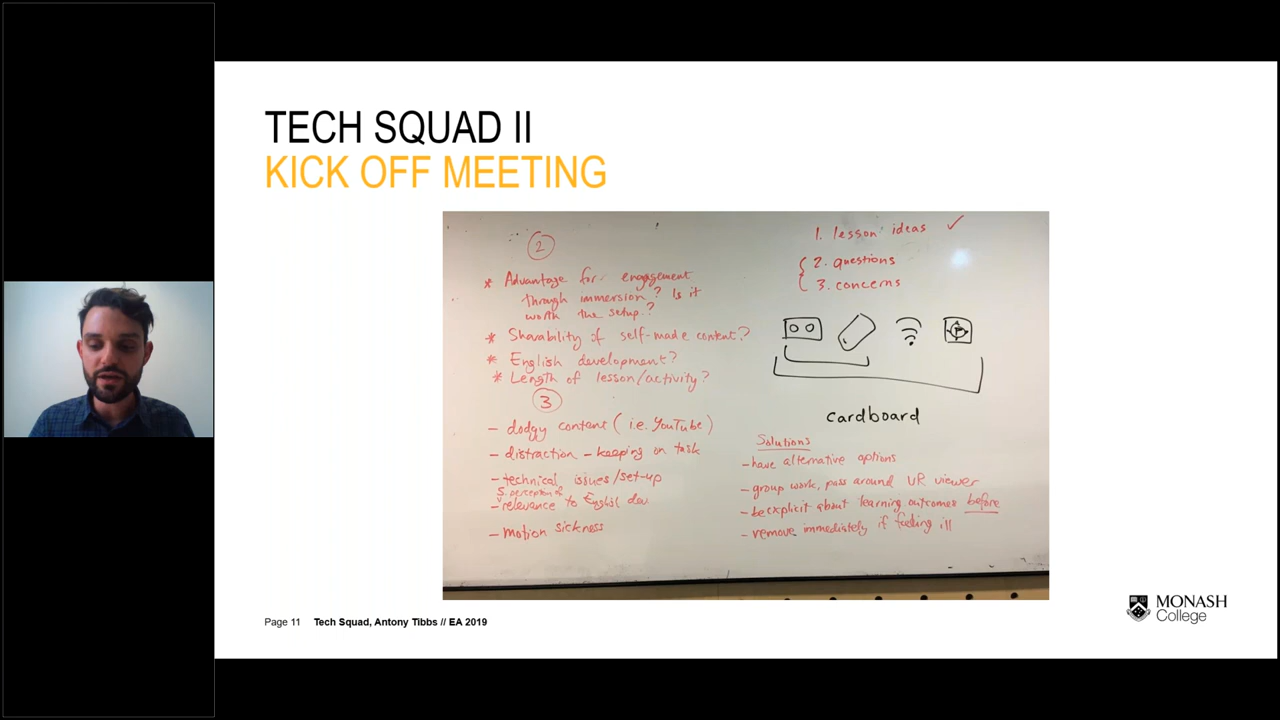 TECH SQUAD II
KICK OFF MEETING
2
* Advantage for engagement
through immersion? Is it
worth the setup?
* Sharability of self-made content?
* English development?
* Length of lesson/activity?
3
- dodgy content (i.e. YouTube)
- distraction - keeping on task
- technical issues/set-up
S. perception of
- relevance to English dev
- motion sickness
1. lesson ideas ✓
2. questions
3. concerns
cardboard
Solutions
- have alternative options
- group work, pass around VR viewer
- be explicit about learning outcomes before
- remove immediately if feeling ill
Page 11 Tech Squad, Antony Tibbs // EA 2019
MONASH
College